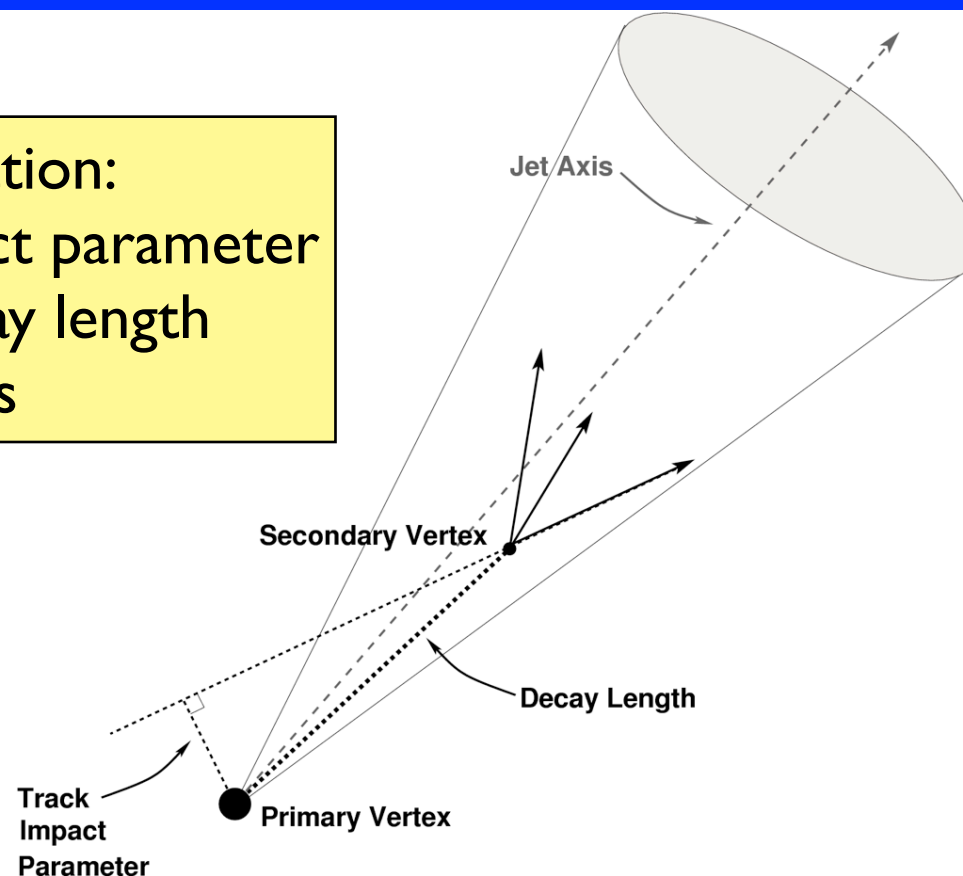 tion:
ct parameter
ay length
s
Jet Axis
Secondary Vertex
Decay Length
Track
Impact
Parameter
Primary Vertex